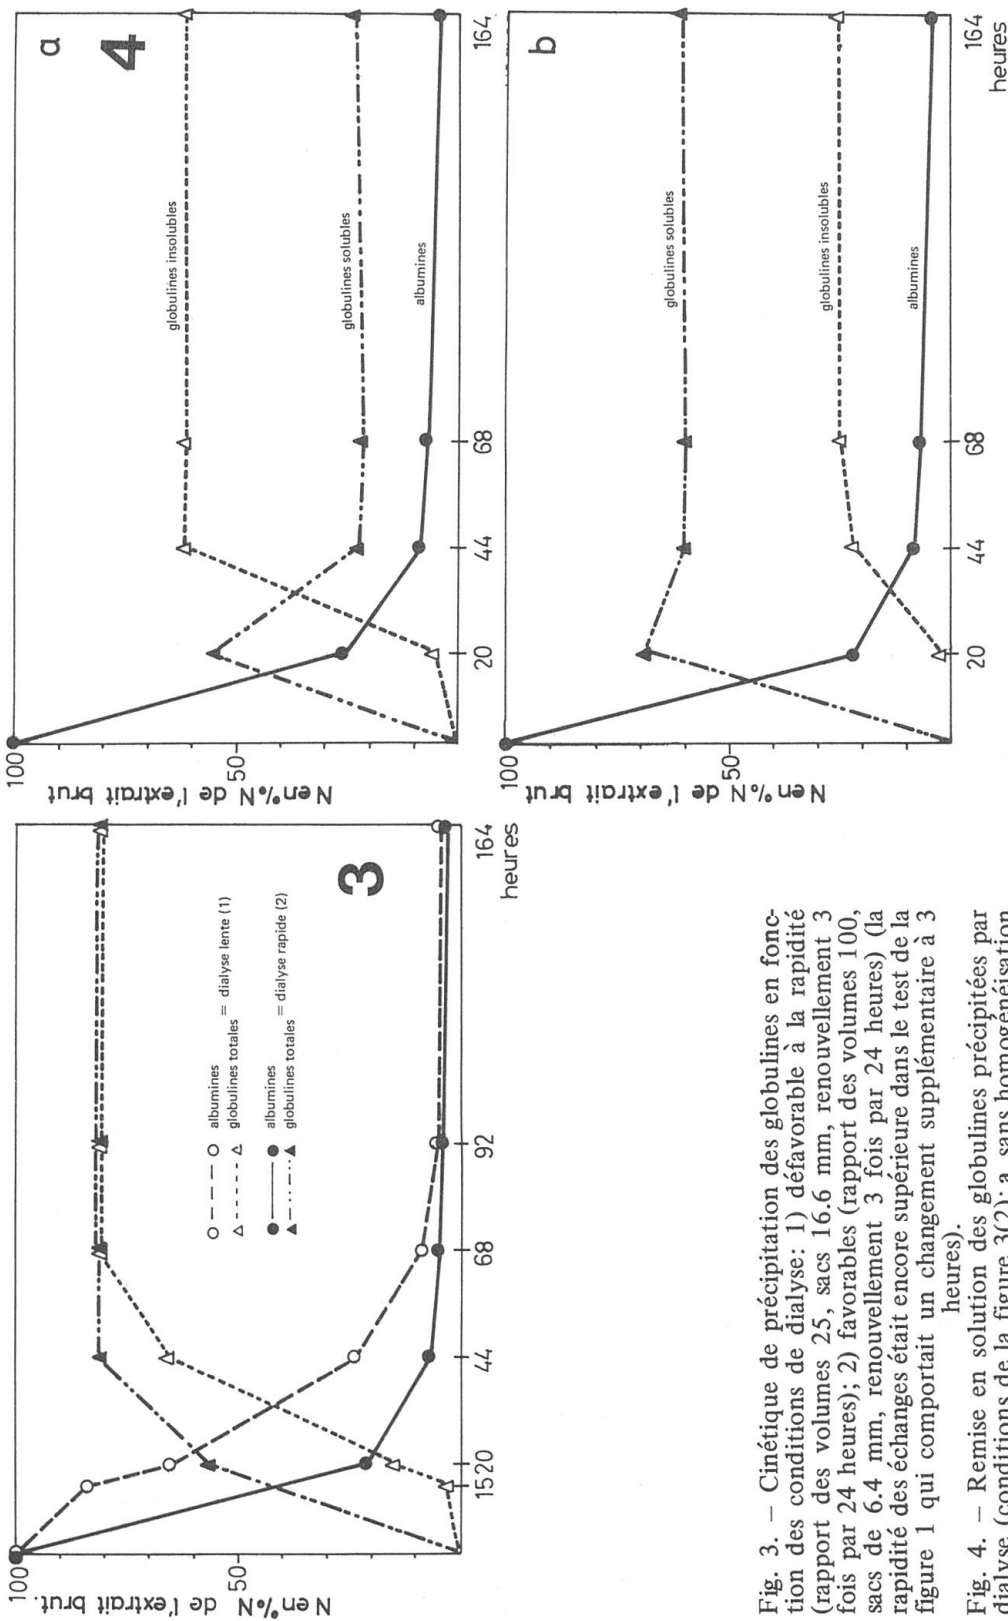 100
50
N en % N de l'extrait brut.
1520
44
68
92
164
heures
albumines
globulines totales = dialyse lente (1)
albumines
globulines totales = dialyse rapide (2)
3
100
50
N en % N de l'extrait brut
20
44
68
164
a
4
globulines insolubles
globulines solubles
albumines
100
50
N en % N de l'extrait brut
20
44
68
164
heures
b
globulines solubles
globulines insolubles
albumines
Fig. 3. — Cinétique de précipitation des globulines en fonc-
tion des conditions de dialyse: 1) défavorable à la rapidité
(rapport des volumes 25, sacs 16.6 mm, renouvellement 3
fois par 24 heures); 2) favorables (rapport des volumes 100,
sacs de 6.4 mm, renouvellement 3 fois par 24 heures) (la
rapidité des échanges était encore supérieure dans le test de la
figure 1 qui comportait un changement supplémentaire à 3
heures).
Fig. 4. — Remise en solution des globulines précipitées par
dialyse (conditions de la figure 3(2): a, sans homogénéisation